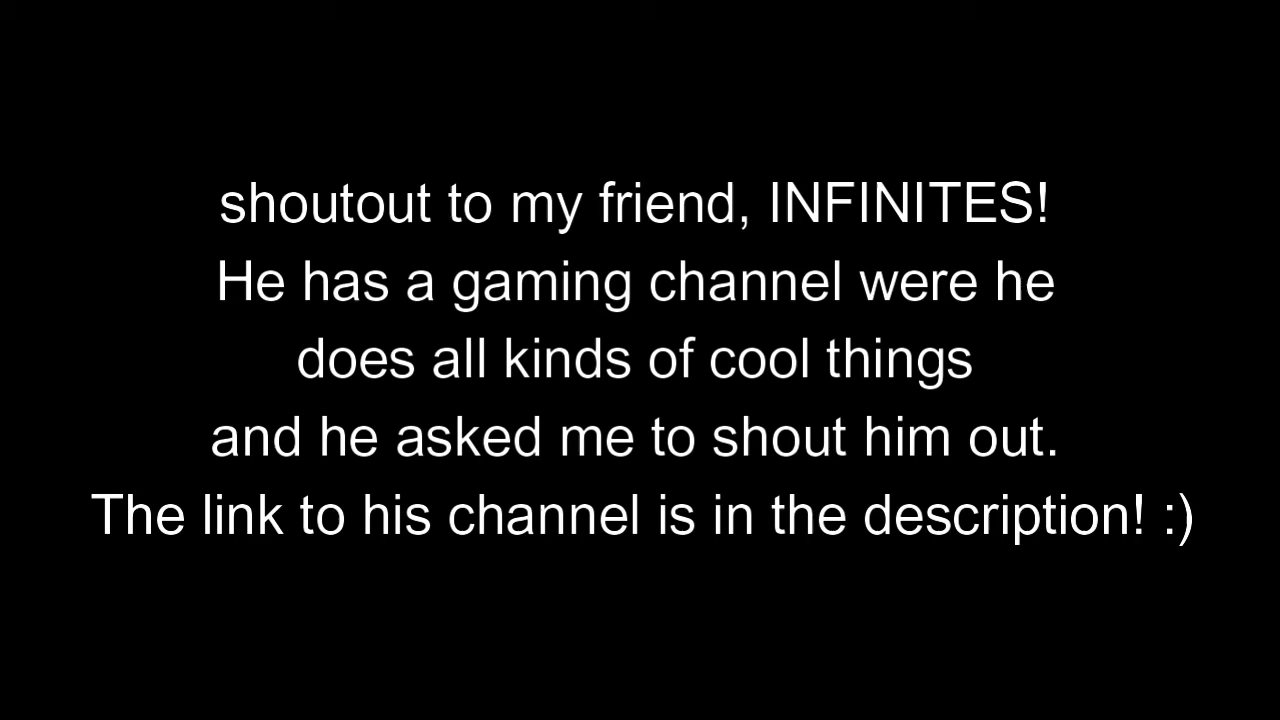 shoutout to my friend, INFINITES!
He has a gaming channel were he
does all kinds of cool things
and he asked me to shout him out.
The link to his channel is in the description! :)